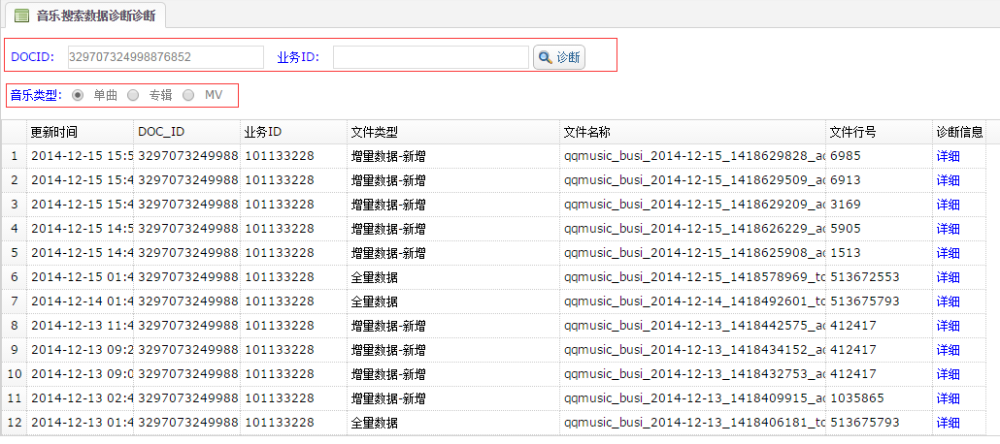 音乐搜索数据诊断诊断
DOCID: 329707324998876852 业务ID: 诊断
音乐类型: 单曲 专辑 MV
更新时间 DOC_ID 业务ID 文件类型 文件名称 文件行号 诊断信息
1 2014-12-15 15:5 3297073249988 101133228 增量数据-新增 qqmusic_busi_2014-12-15_1418629828_ad 6985 详细
2 2014-12-15 15:4 3297073249988 101133228 增量数据-新增 qqmusic_busi_2014-12-15_1418629509_ad 6913 详细
3 2014-12-15 15:4 3297073249988 101133228 增量数据-新增 qqmusic_busi_2014-12-15_1418629209_ad 3169 详细
4 2014-12-15 14:5 3297073249988 101133228 增量数据-新增 qqmusic_busi_2014-12-15_1418626229_ad 5905 详细
5 2014-12-15 14:4 3297073249988 101133228 增量数据-新增 qqmusic_busi_2014-12-15_1418625908_ad 1513 详细
6 2014-12-15 01:4 3297073249988 101133228 全量数据 qqmusic_busi_2014-12-15_1418578969_to 513672553 详细
7 2014-12-14 01:4 3297073249988 101133228 全量数据 qqmusic_busi_2014-12-14_1418492601_to 513675793 详细
8 2014-12-13 11:4 3297073249988 101133228 增量数据-新增 qqmusic_busi_2014-12-13_1418442575_ad 412417 详细
9 2014-12-13 09:2 3297073249988 101133228 增量数据-新增 qqmusic_busi_2014-12-13_1418434152_ad 412417 详细
10 2014-12-13 09:0 3297073249988 101133228 增量数据-新增 qqmusic_busi_2014-12-13_1418432753_ad 412417 详细
11 2014-12-13 02:4 3297073249988 101133228 增量数据-新增 qqmusic_busi_2014-12-13_1418409915_ad 1035865 详细
12 2014-12-13 01:4 3297073249988 101133228 全量数据 qqmusic_busi_2014-12-13_1418406181_to 513675793 详细